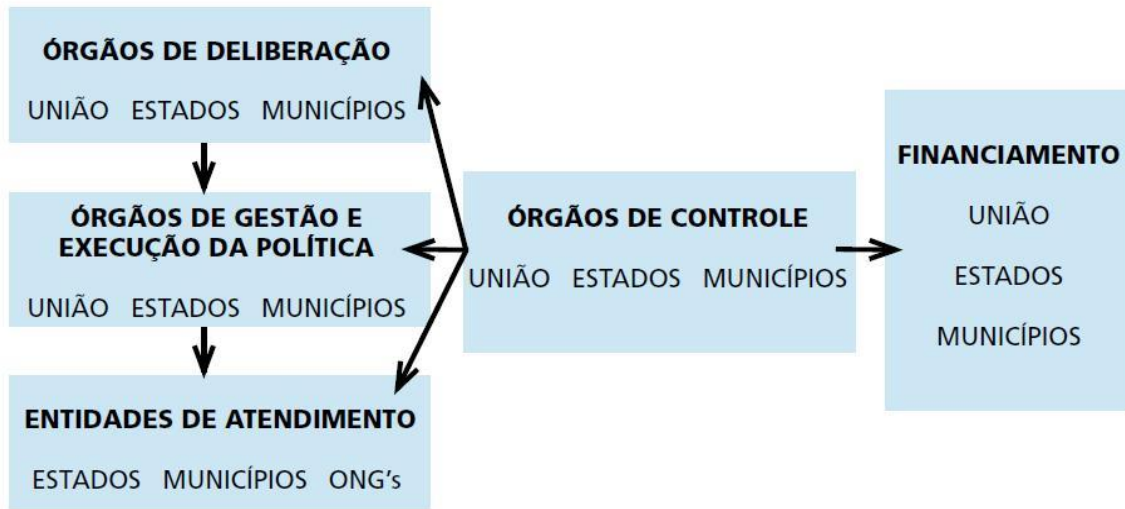 ÓRGÃOS DE DELIBERAÇÃO
UNIÃO ESTADOS MUNICÍPIOS
ÓRGÃOS DE GESTÃO E
EXECUÇÃO DA POLÍTICA
UNIÃO ESTADOS MUNICÍPIOS
ENTIDADES DE ATENDIMENTO
ESTADOS MUNICÍPIOS ONG's
ÓRGÃOS DE CONTROLE
UNIÃO ESTADOS MUNICÍPIOS
FINANCIAMENTO
UNIÃO
ESTADOS
MUNICÍPIOS